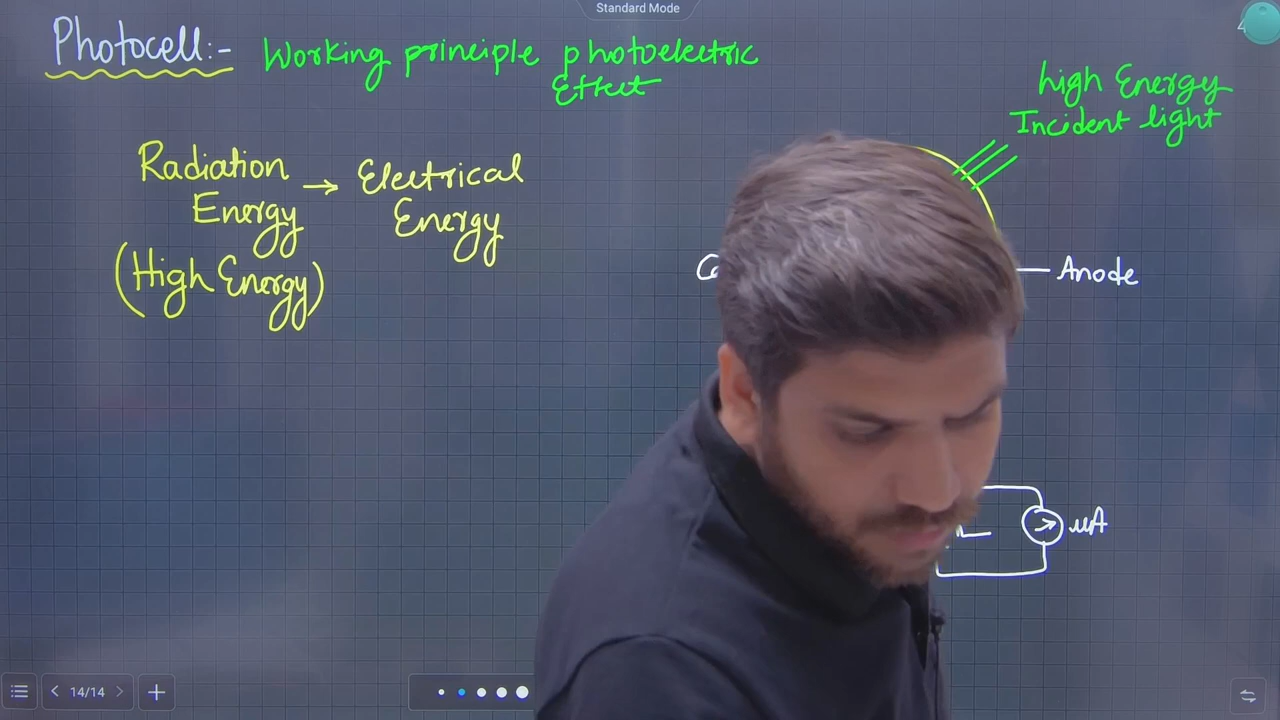 Standard Mode
Photocell:- Working principle photoelectric
Effect
high Energy
Incident light
Radiation → Electrical
Energy Energy
(High Energy)
Anode
μA
14/14